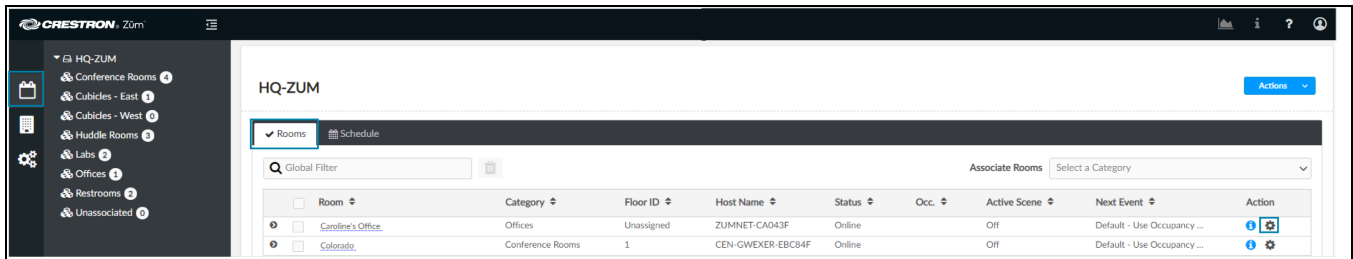 CRESTRON. Zūm™
i ?
HQ-ZUM
Conference Rooms 4
Cubicles - East 1
Cubicles - West 0
Huddle Rooms 3
Labs 2
Offices 1
Restrooms 2
Unassociated 0
HQ-ZUM
Actions
Rooms
Schedule
Global Filter
Associate Rooms
Select a Category
Room Category Floor ID Host Name Status Occ. Active Scene Next Event Action
Caroline's Office Offices Unassigned ZUMNET-CA043F Online Off Default - Use Occupancy ...
Colorado Conference Rooms 1 CEN-GWEXER-EBC84F Online Off Default - Use Occupancy ...